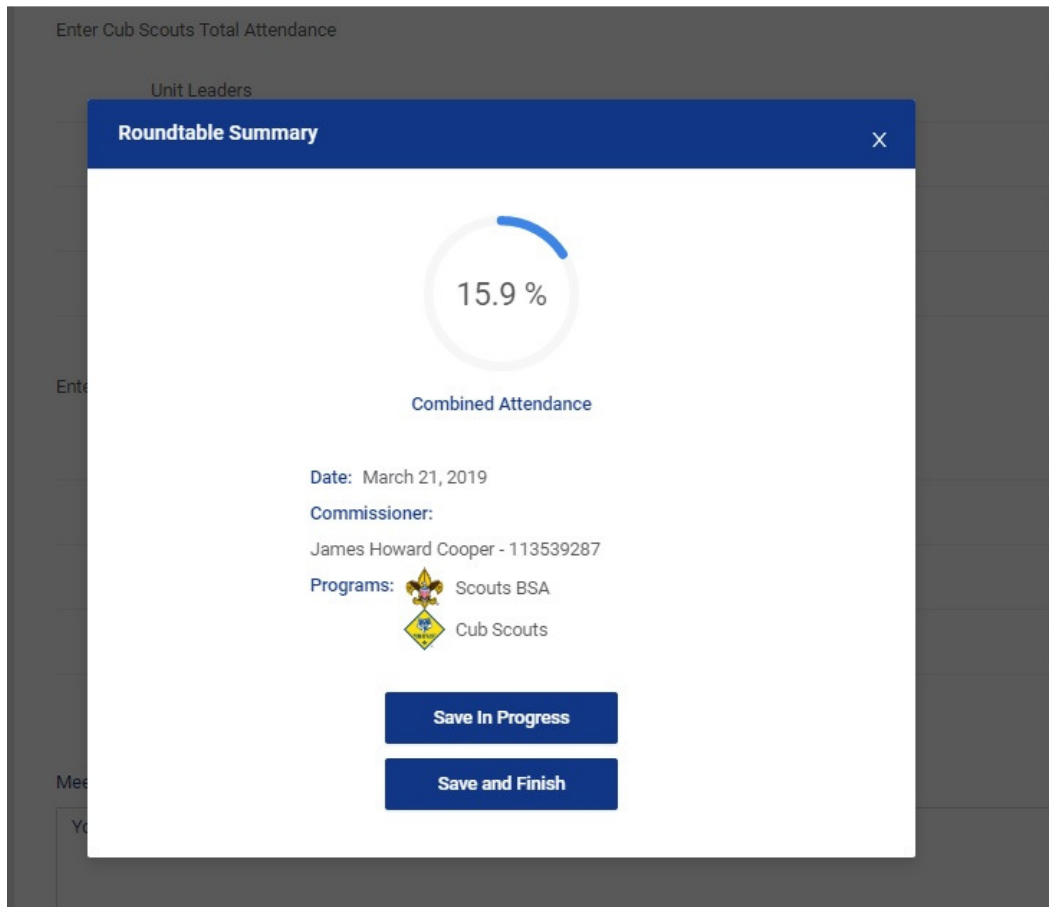 Enter Cub Scouts Total Attendance
Unit Leaders
Roundtable Summary
X
15.9 %
Combined Attendance
Date: March 21, 2019
Commissioner:
James Howard Cooper - 113539287
Programs: Scouts BSA
Cub Scouts
Save In Progress
Save and Finish